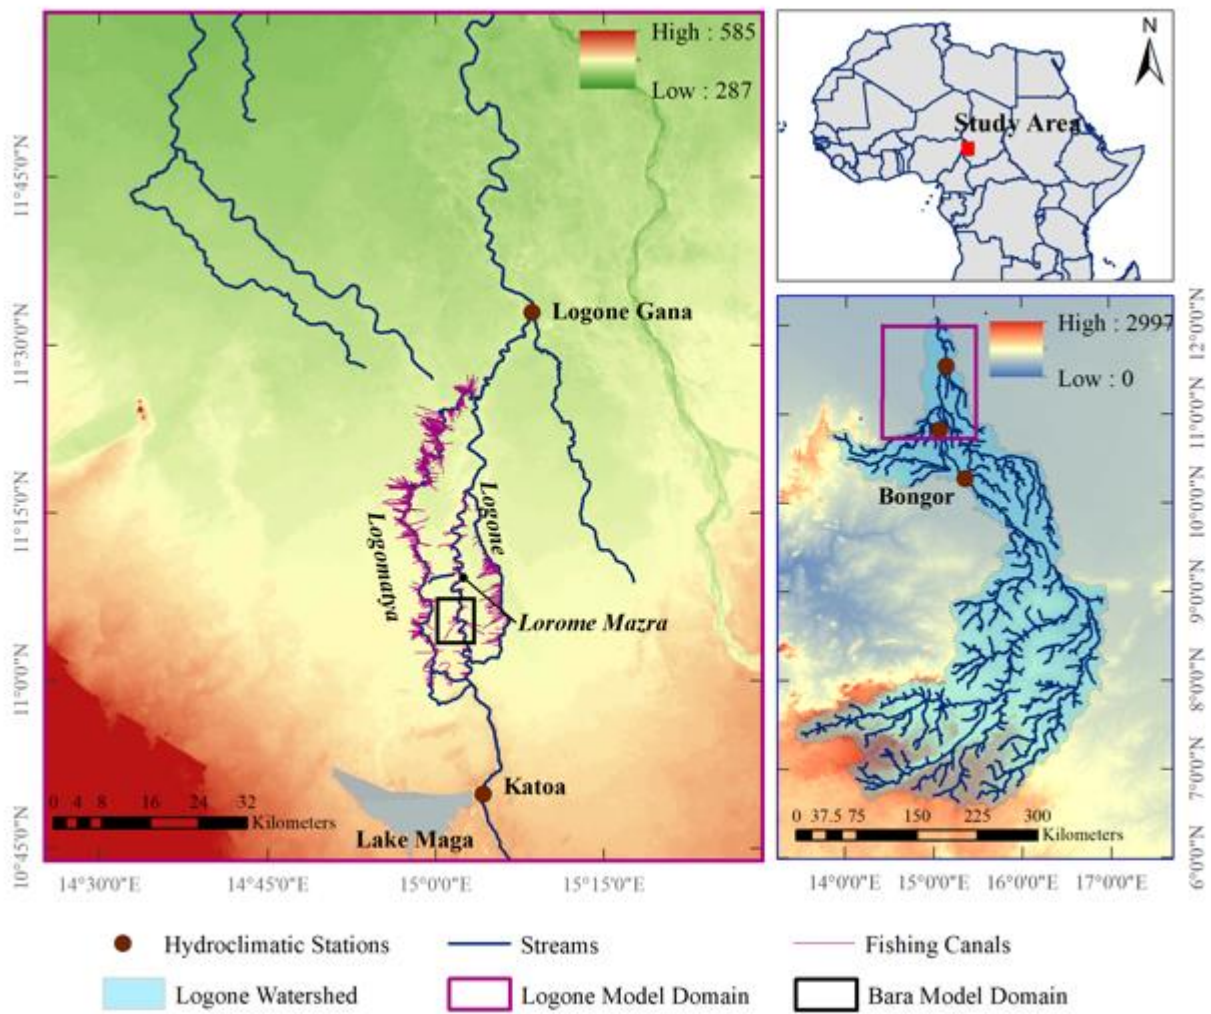 High : 585
Low : 287
Logone Gana
Logone
Logomatya
Lorome Mazra
Katoa
Lake Maga
0 4 8 16 24 32
Kilometers
11°45'0"N
11°30'0"N
11°15'0"N
11°0'0"N
10°45'0"N
14°30'0"E
14°45'0"E
15°0'0"E
15°15'0"E
N
Study Area
High : 2997
Low : 0
Bongor
0 37.5 75 150 225 300
Kilometers
12°0'0"N
11°0'0"N
10°0'0"N
9°0'0"N
8°0'0"N
7°0'0"N
6°0'0"N
14°0'0"E
15°0'0"E
16°0'0"E
17°0'0"E
Hydroclimatic Stations
Streams
Fishing Canals
Logone Watershed
Logone Model Domain
Bara Model Domain